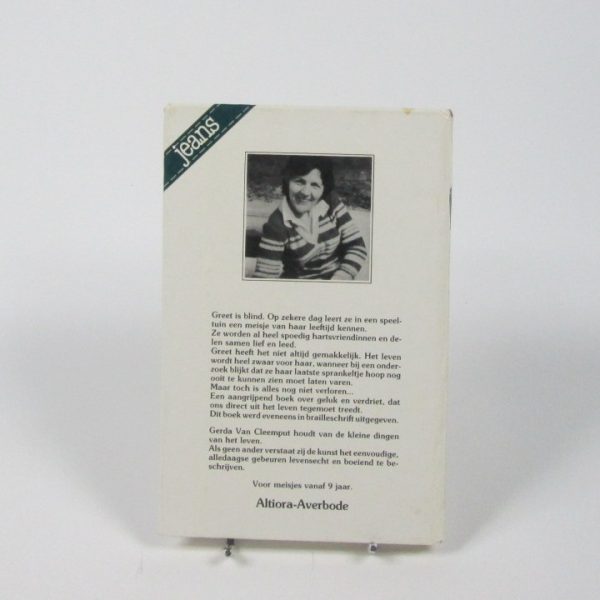 jeans
Greet is blind. Op zekere dag leert ze in een speel-
tuin een meisje van haar leeftijd kennen.
Ze worden al heel spoedig hartsvriendinnen en de-
len samen lief en leed.
Greet heeft het niet altijd gemakkelijk. Het leven
wordt heel zwaar voor haar, wanneer bij een onder-
zoek blijkt dat ze haar laatste sprankeltje hoop nog
ooit te kunnen zien moet laten varen.
Maar toch is alles nog niet verloren...
Een aangrijpend boek over geluk en verdriet, dat
ons direct uit het leven tegemoet treedt.
Dit boek werd eveneens in brailleschrift uitgegeven.
Gerda Van Cleemput houdt van de kleine dingen
van het leven.
Als geen ander verstaat zij de kunst het eenvoudige,
alledaagse gebeuren levensecht en boeiend te be-
schrijven.
Voor meisjes vanaf 9 jaar.
Altiora-Averbode